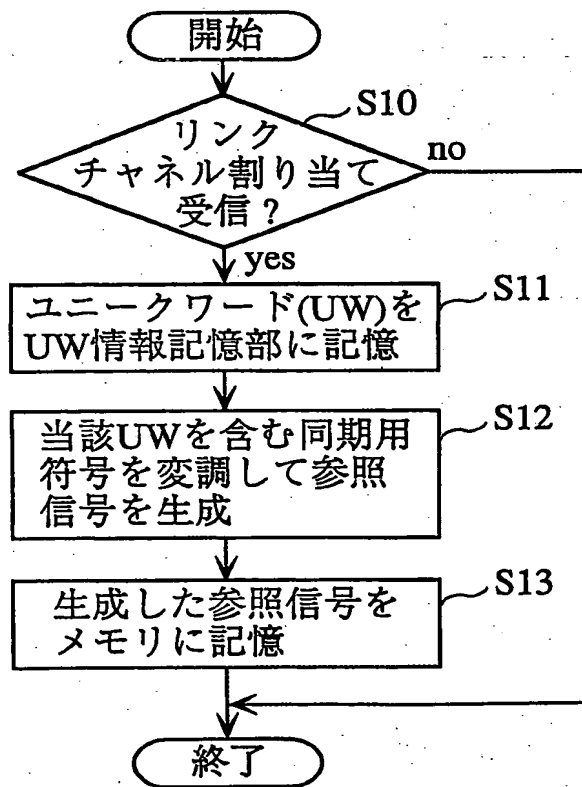 開始
S10
リンク
チャネル割り当て
受信？
no
yes
S11
ユニークワード(UW)を
UW情報記憶部に記憶
S12
当該UWを含む同期用
符号を変調して参照
信号を生成
S13
生成した参照信号を
メモリに記憶
終了